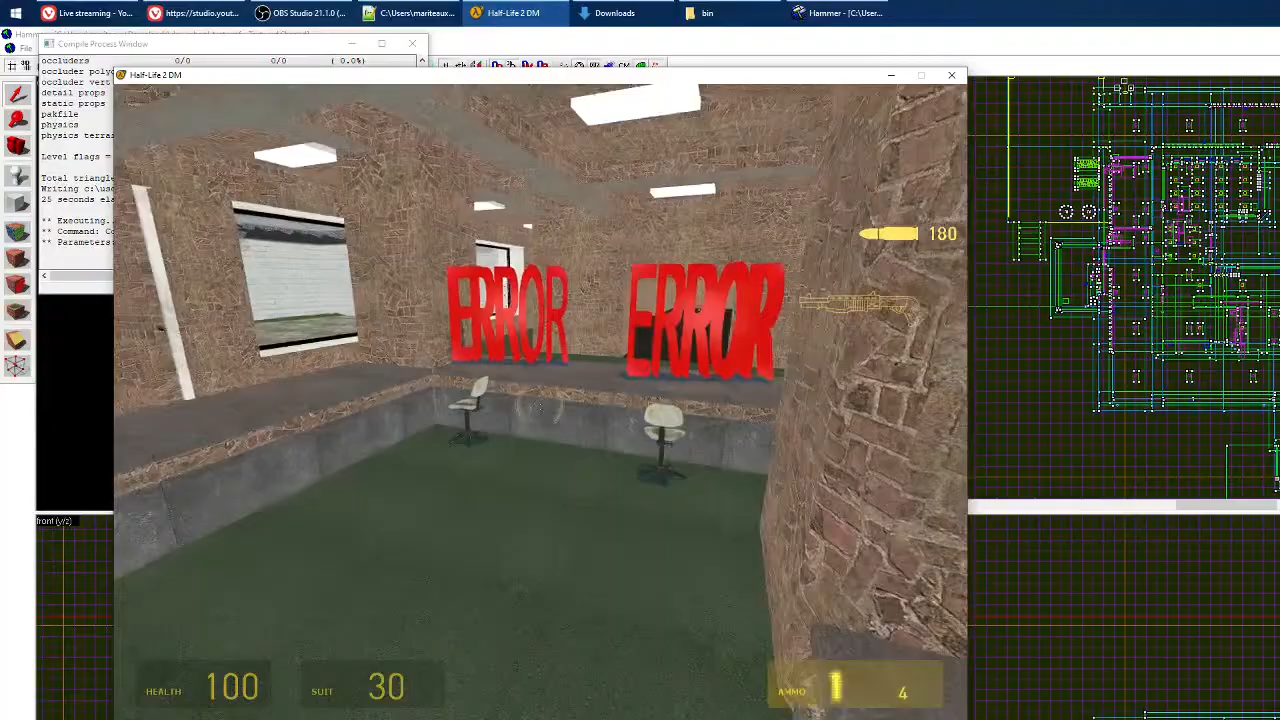 Live streaming - Yo...
https://studio.yout...
OBS Studio 21.1.0 (...
C:\Users\mariteaux...
Half-Life 2 DM
Downloads
bin
Hammer - [C:\User...
File
Compile Process Window
occluders 0/0 0/0 ( 0.0%)
occluder poly
occluder vert
detail props
static props
pakfile
physics
physics terra
Level flags =
Total triangl
Writing c:\us
25 seconds ela
** Executing.
** Command: Co
** Parameters:
Half-Life 2 DM
180
ERROR
ERROR
front (y/z)
HEALTH 100
SUIT 30
AMMO 4